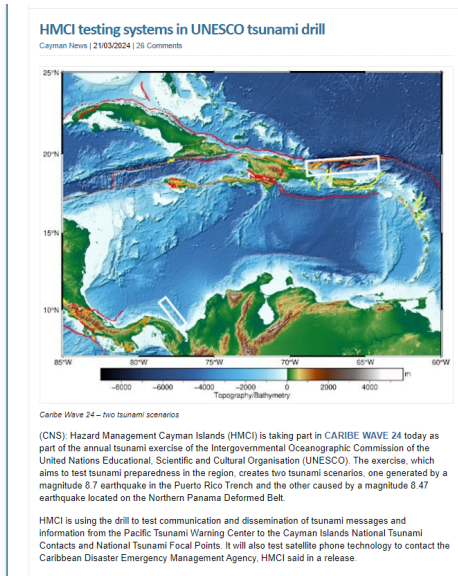 HMCI testing systems in UNESCO tsunami drill
Cayman News | 21/03/2024 | 26 Comments
25°N
20°N
15°N
10°N
85°W 80°W 75°W 70°W 65°W 60°W
m
−8000 −6000 −4000 −2000 0 2000 4000
Topography/Bathymetry
Caribe Wave 24 – two tsunami scenarios
(CNS): Hazard Management Cayman Islands (HMCI) is taking part in CARIBE WAVE 24 today as
part of the annual tsunami exercise of the Intergovernmental Oceanographic Commission of the
United Nations Educational, Scientific and Cultural Organisation (UNESCO). The exercise, which
aims to test tsunami preparedness in the region, creates two tsunami scenarios, one generated by a
magnitude 8.7 earthquake in the Puerto Rico Trench and the other caused by a magnitude 8.47
earthquake located on the Northern Panama Deformed Belt.
HMCI is using the drill to test communication and dissemination of tsunami messages and
information from the Pacific Tsunami Warning Center to the Cayman Islands National Tsunami
Contacts and National Tsunami Focal Points. It will also test satellite phone technology to contact the
Caribbean Disaster Emergency Management Agency, HMCI said in a release.